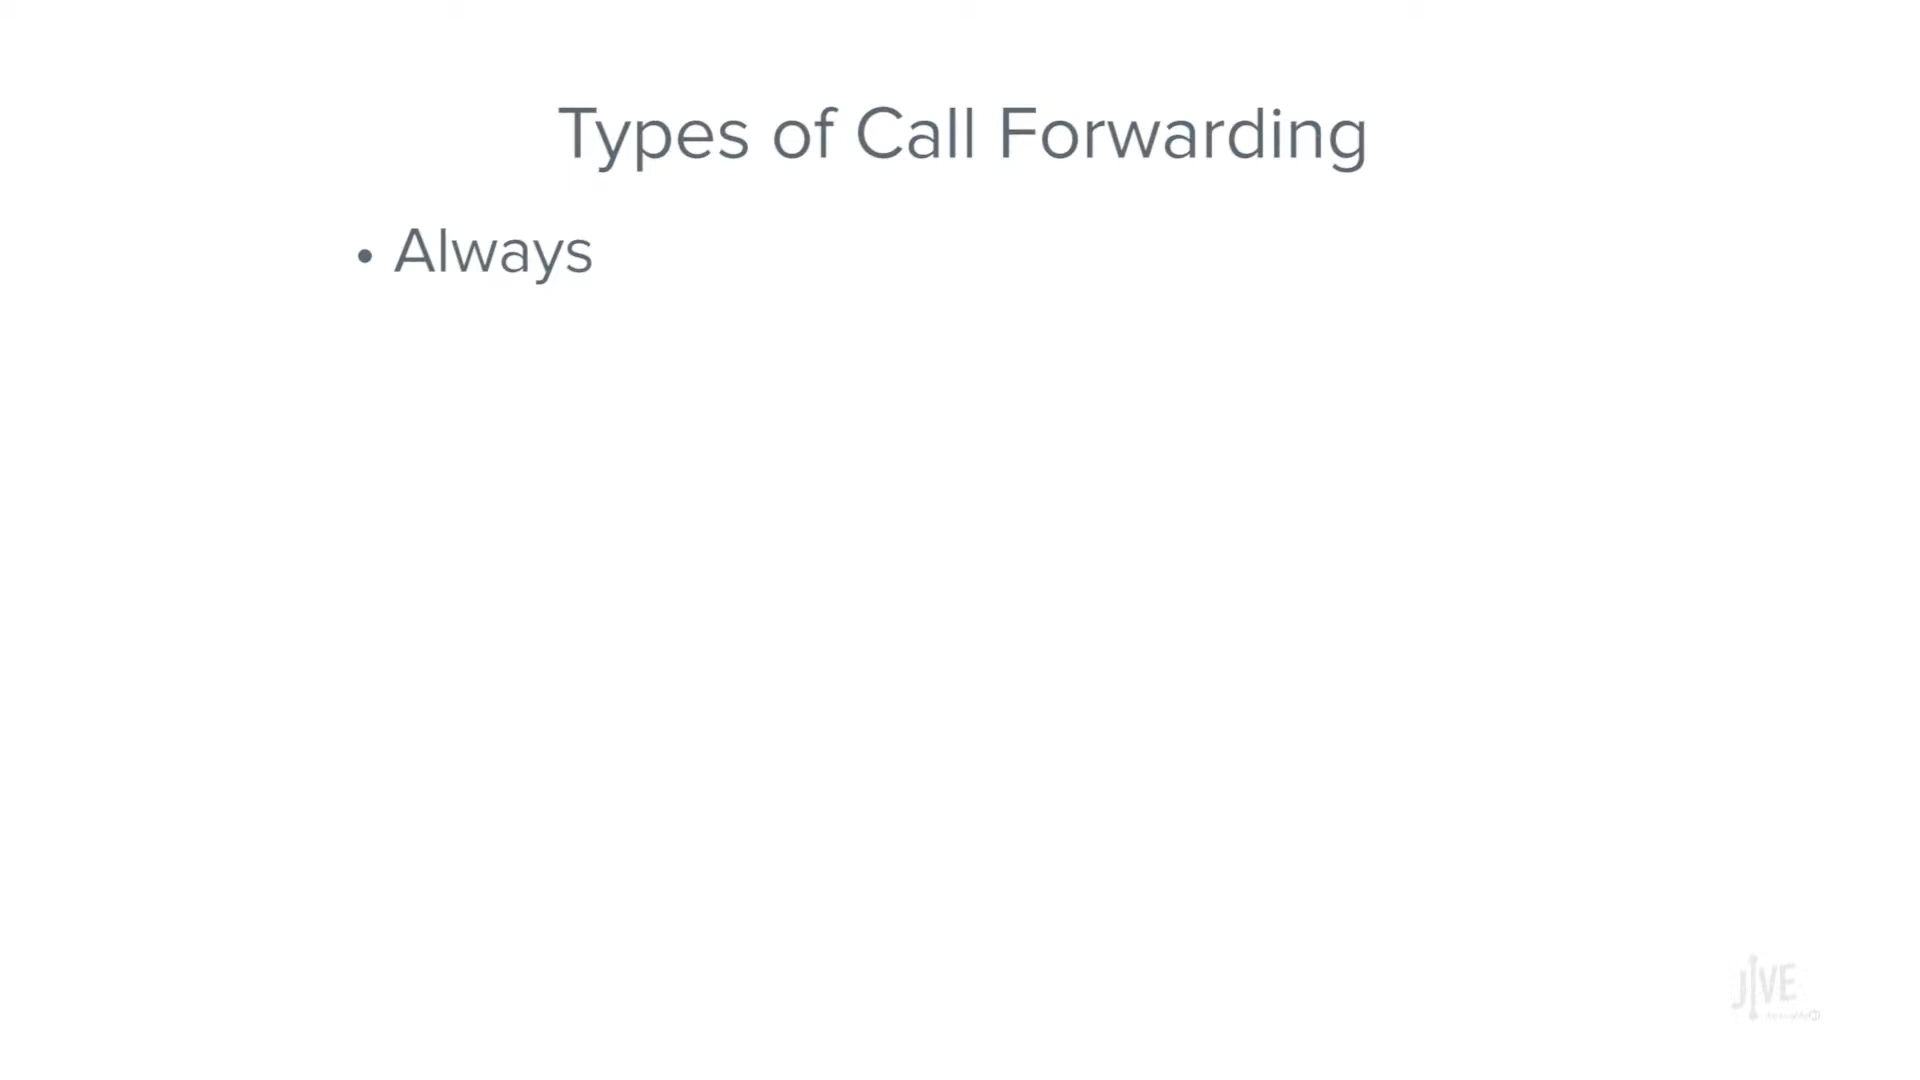 Types of Call Forwarding
• Always
JIVE